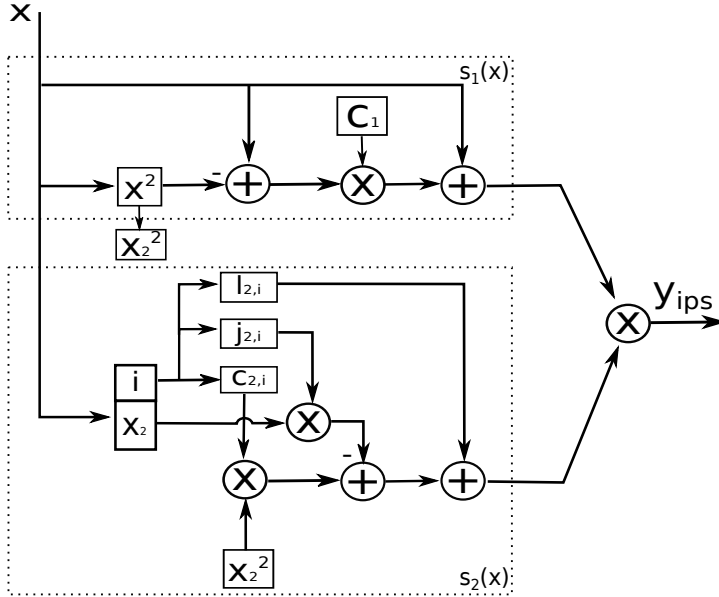 x
s₁(x)
C₁
x²
-
+
x
+
x₂²
l₂,ᵢ
j₂,ᵢ
yᵢₚₛ
x
i
c₂,ᵢ
x₂
x
-
x
+
+
x₂²
s₂(x)